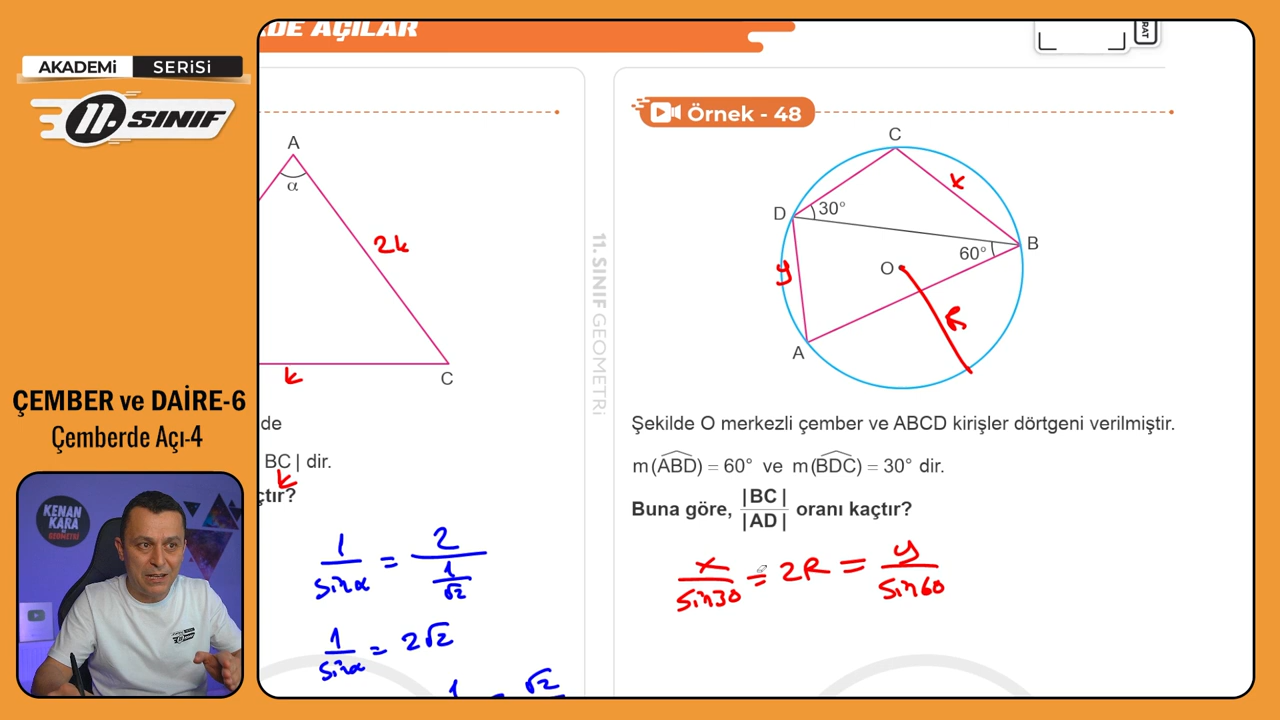 AKADEMİ SERİSİ
11. SINIF
ÇEMBER ve DAİRE-6
Çemberde Açı-4
KENAN
KARA
GEOMETRİ
DE AÇILAR
A
α
2k
k
C
de
BC| dir.
k
çtır?
1/sinα = 2/(1/√2)
1/sinα = 2√2
1 = √2
11. SINIF GEOMETRİ
Örnek - 48
C
x
D 30°
B
60°
y
O
R
A
Şekilde O merkezli çember ve ABCD kirişler dörtgeni verilmiştir.
m(ABD) = 60° ve m(BDC) = 30° dir.
Buna göre, |BC|/|AD| oranı kaçtır?
x/sin30 = 2R = y/sin60